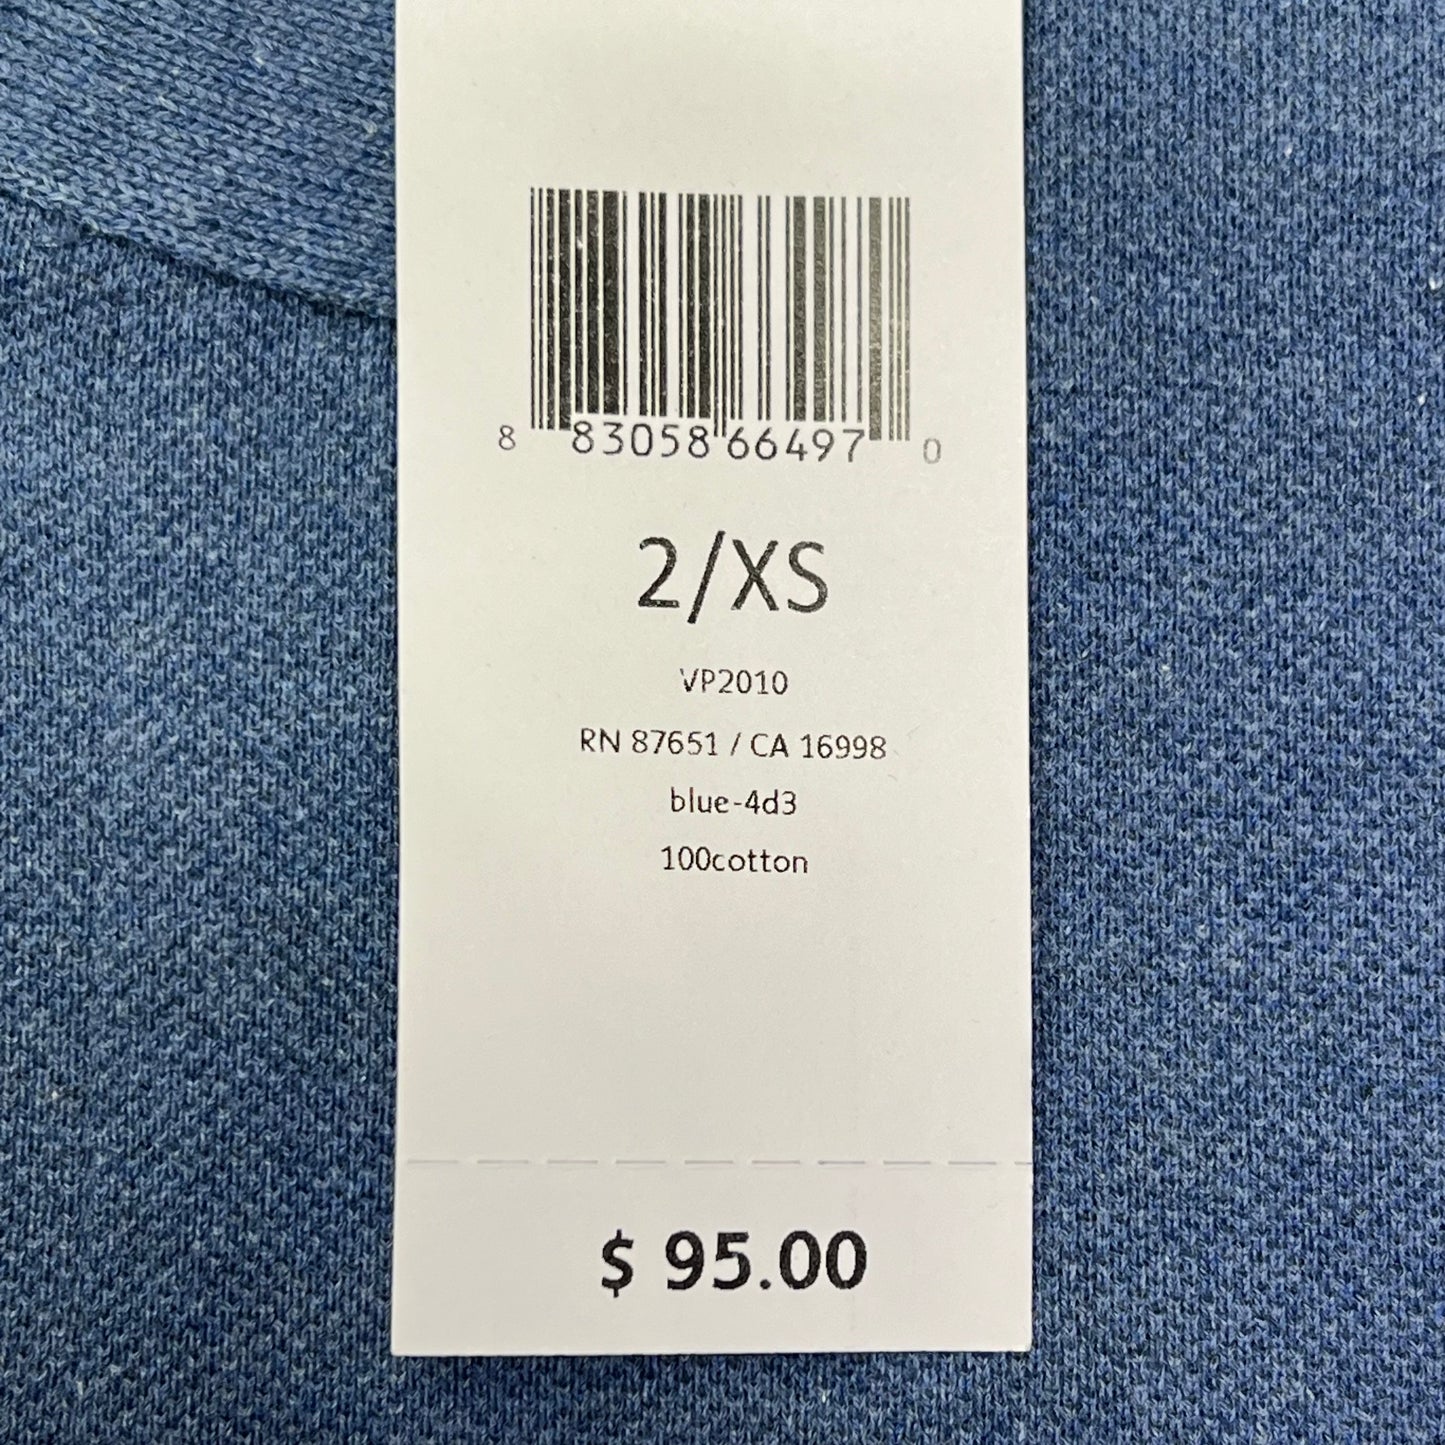 8 83058 66497 0
2/XS
VP2010
RN 87651 / CA 16998
blue-4d3
100cotton
$ 95.00